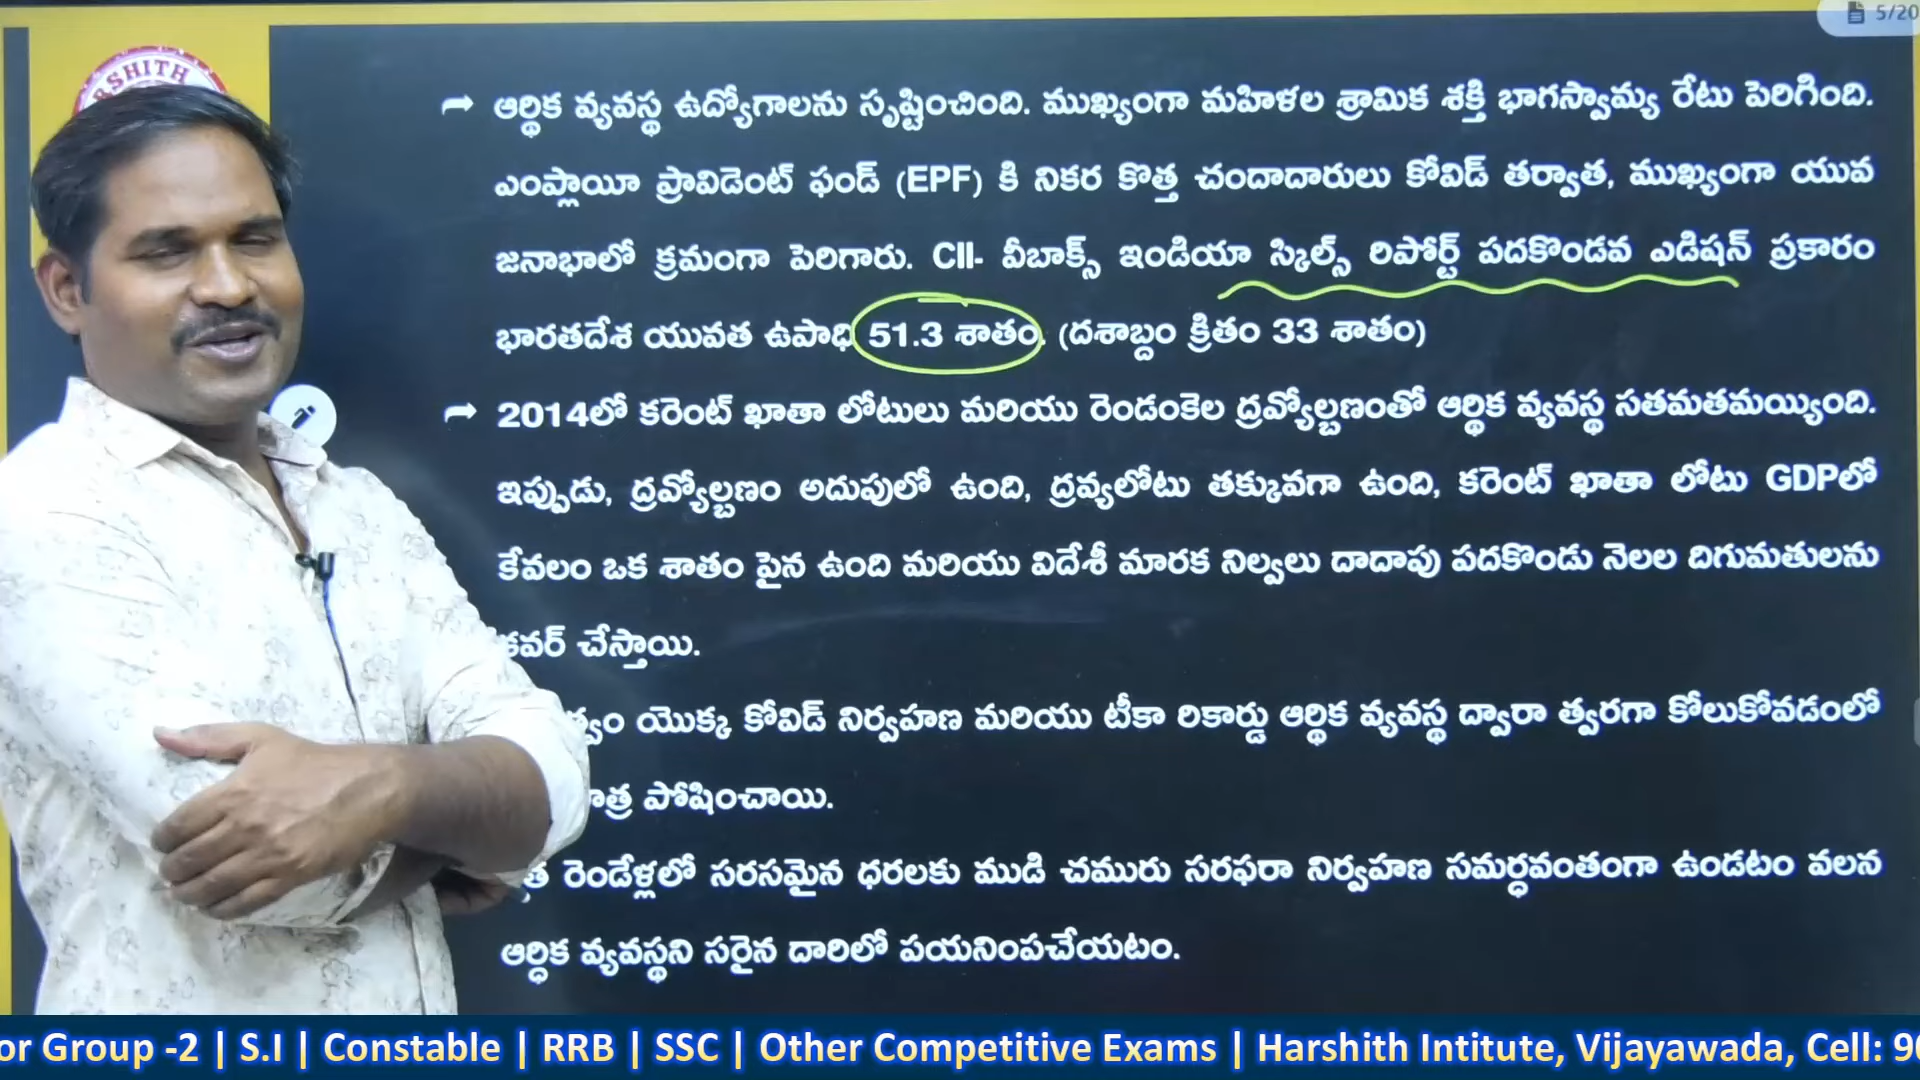 5/20
RSHITH
ఆర్థిక వ్యవస్థ ఉద్యోగాలను సృష్టించింది. ముఖ్యంగా మహిళల శ్రామిక శక్తి భాగస్వామ్య రేటు పెరిగింది.
ఎంప్లాయీ ప్రావిడెంట్ ఫండ్ (EPF) కి నికర కొత్త చందాదారులు కోవిడ్ తర్వాత, ముఖ్యంగా యువ
జనాభాలో క్రమంగా పెరిగారు. CII- వీబాక్స్ ఇండియా స్కిల్స్ రిపోర్ట్ పదకొండవ ఎడిషన్ ప్రకారం
భారతదేశ యువత ఉపాధి 51.3 శాతం. (దశాబ్దం క్రితం 33 శాతం)
2014లో కరెంట్ ఖాతా లోటులు మరియు రెండంకెల ద్రవ్యోల్బణంతో ఆర్థిక వ్యవస్థ సతమతమయ్యింది.
ఇప్పుడు, ద్రవ్యోల్బణం అదుపులో ఉంది, ద్రవ్యలోటు తక్కువగా ఉంది, కరెంట్ ఖాతా లోటు GDPలో
కేవలం ఒక శాతం పైన ఉంది మరియు విదేశీ మారక నిల్వలు దాదాపు పదకొండు నెలల దిగుమతులను
కవర్ చేస్తాయి.
యొక్క కోవిడ్ నిర్వహణ మరియు టీకా రికార్డు ఆర్థిక వ్యవస్థ ద్వారా త్వరగా కోలుకోవడంలో
పోషించాయి.
రెండేళ్లలో సరసమైన ధరలకు ముడి చమురు సరఫరా నిర్వహణ సమర్ధవంతంగా ఉండటం వలన
ఆర్ధిక వ్యవస్థని సరైన దారిలో పయనింపచేయటం.
or Group -2 | S.I | Constable | RRB | SSC | Other Competitive Exams | Harshith Intitute, Vijayawada, Cell: 9